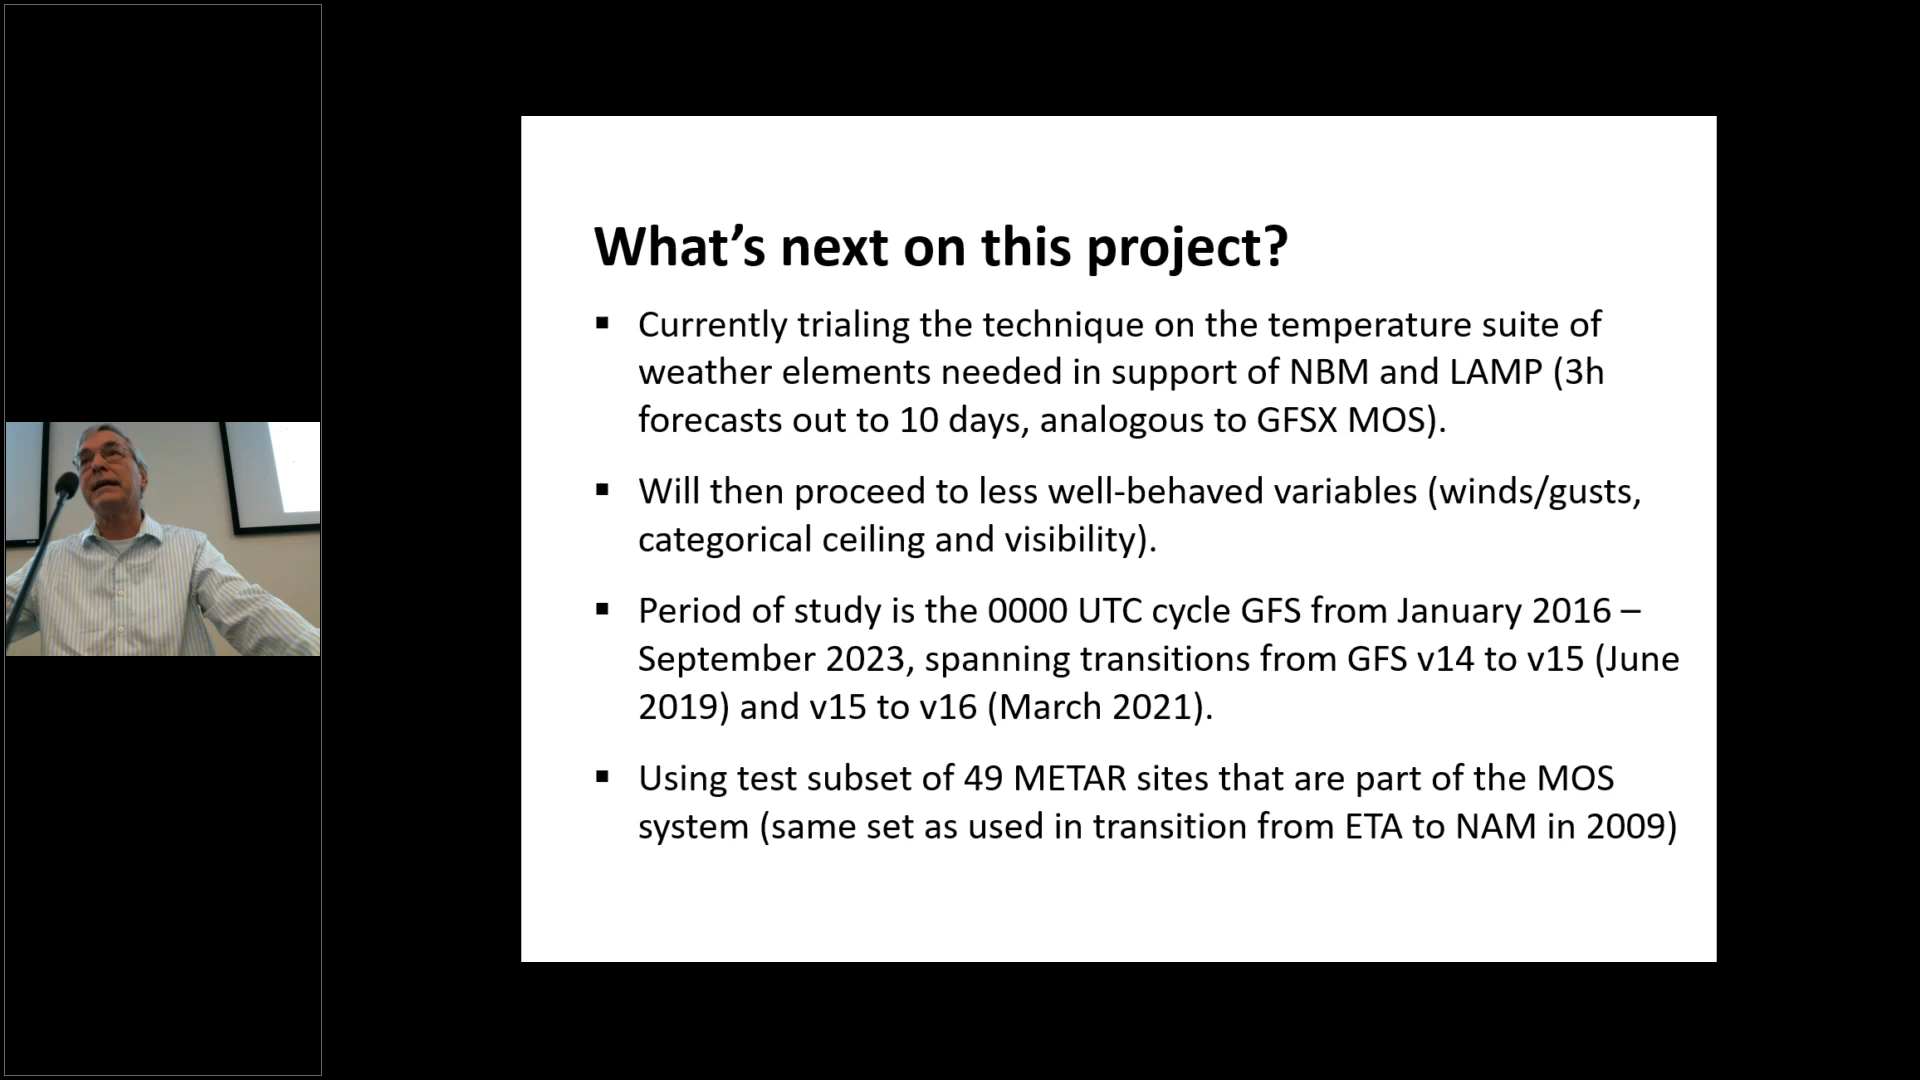 What’s next on this project?
▪ Currently trialing the technique on the temperature suite of
weather elements needed in support of NBM and LAMP (3h
forecasts out to 10 days, analogous to GFSX MOS).
▪ Will then proceed to less well-behaved variables (winds/gusts,
categorical ceiling and visibility).
▪ Period of study is the 0000 UTC cycle GFS from January 2016 –
September 2023, spanning transitions from GFS v14 to v15 (June
2019) and v15 to v16 (March 2021).
▪ Using test subset of 49 METAR sites that are part of the MOS
system (same set as used in transition from ETA to NAM in 2009)